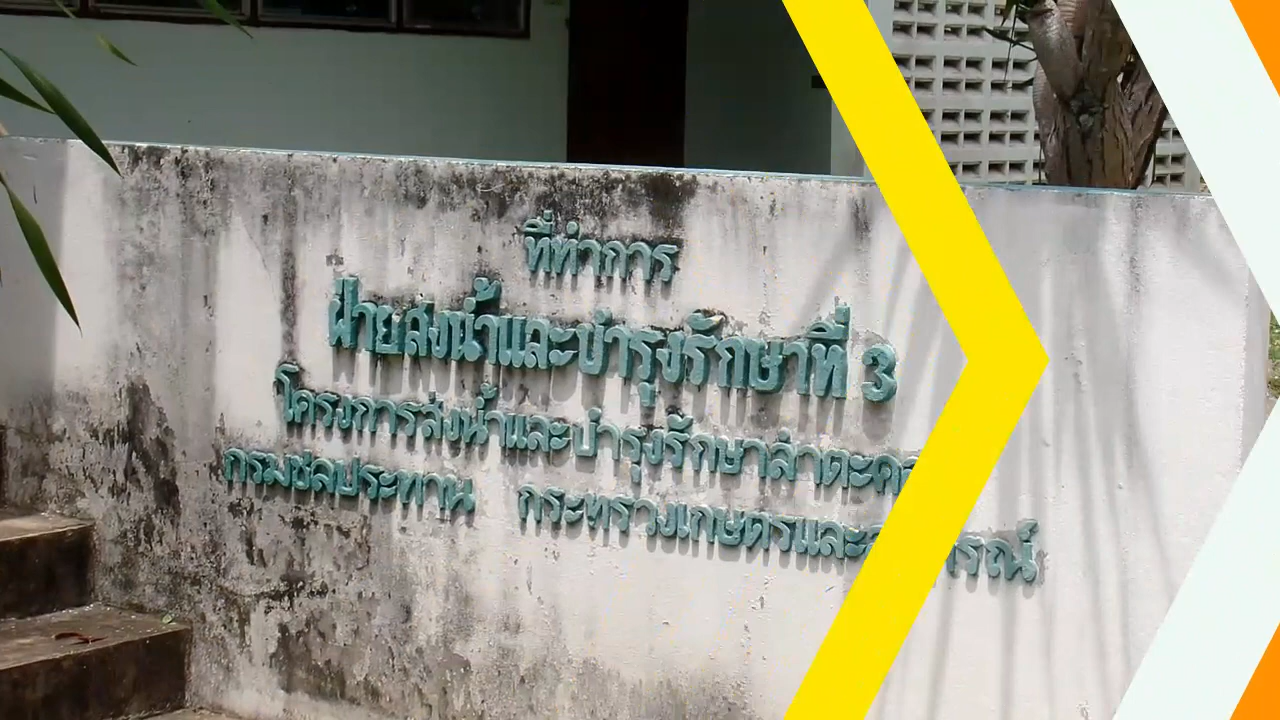 ที่ทำการ
ฝ่ายส่งน้ำและบำรุงรักษาที่ 3
โครงการส่งน้ำและบำรุงรักษาลำตะคอ
กรมชลประทาน กระทรวงเกษตรและ